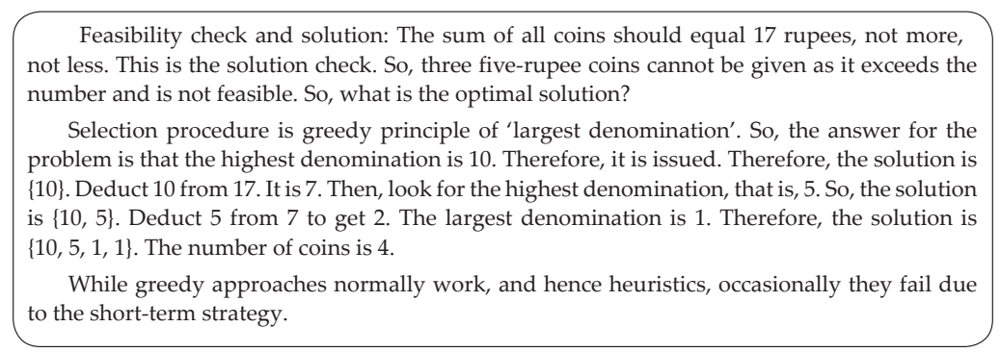 Feasibility check and solution: The sum of all coins should equal 17 rupees, not more,
not less. This is the solution check. So, three five-rupee coins cannot be given as it exceeds the
number and is not feasible. So, what is the optimal solution?
Selection procedure is greedy principle of ‘largest denomination’. So, the answer for the
problem is that the highest denomination is 10. Therefore, it is issued. Therefore, the solution is
{10}. Deduct 10 from 17. It is 7. Then, look for the highest denomination, that is, 5. So, the solution
is {10, 5}. Deduct 5 from 7 to get 2. The largest denomination is 1. Therefore, the solution is
{10, 5, 1, 1}. The number of coins is 4.
While greedy approaches normally work, and hence heuristics, occasionally they fail due
to the short-term strategy.